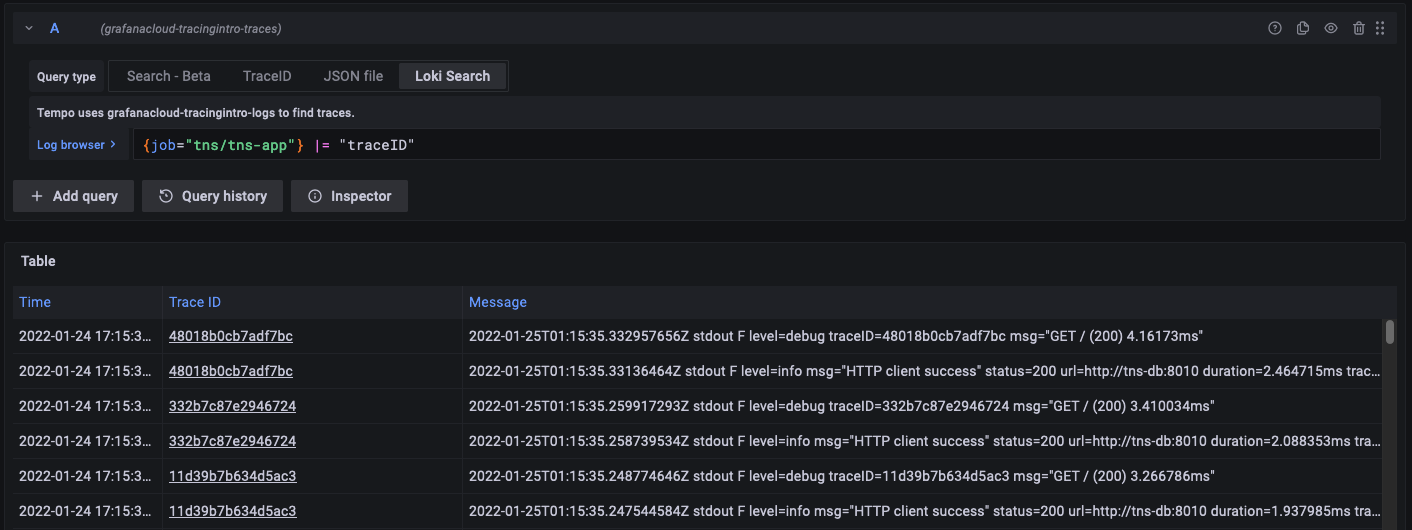 A (grafanacloud-tracingintro-traces)
Query type Search - Beta TraceID JSON file Loki Search
Tempo uses grafanacloud-tracingintro-logs to find traces.
Log browser > {job="tns/tns-app"} |= "traceID"
+ Add query Query history Inspector
Table
Time Trace ID Message
2022-01-24 17:15:3... 48018b0cb7adf7bc 2022-01-25T01:15:35.332957656Z stdout F level=debug traceID=48018b0cb7adf7bc msg="GET / (200) 4.16173ms"
2022-01-24 17:15:3... 48018b0cb7adf7bc 2022-01-25T01:15:35.33136464Z stdout F level=info msg="HTTP client success" status=200 url=http://tns-db:8010 duration=2.464715ms trac...
2022-01-24 17:15:3... 332b7c87e2946724 2022-01-25T01:15:35.259917293Z stdout F level=debug traceID=332b7c87e2946724 msg="GET / (200) 3.410034ms"
2022-01-24 17:15:3... 332b7c87e2946724 2022-01-25T01:15:35.258739534Z stdout F level=info msg="HTTP client success" status=200 url=http://tns-db:8010 duration=2.088353ms tra...
2022-01-24 17:15:3... 11d39b7b634d5ac3 2022-01-25T01:15:35.248774646Z stdout F level=debug traceID=11d39b7b634d5ac3 msg="GET / (200) 3.266786ms"
2022-01-24 17:15:3... 11d39b7b634d5ac3 2022-01-25T01:15:35.247544584Z stdout F level=info msg="HTTP client success" status=200 url=http://tns-db:8010 duration=1.937985ms tra...